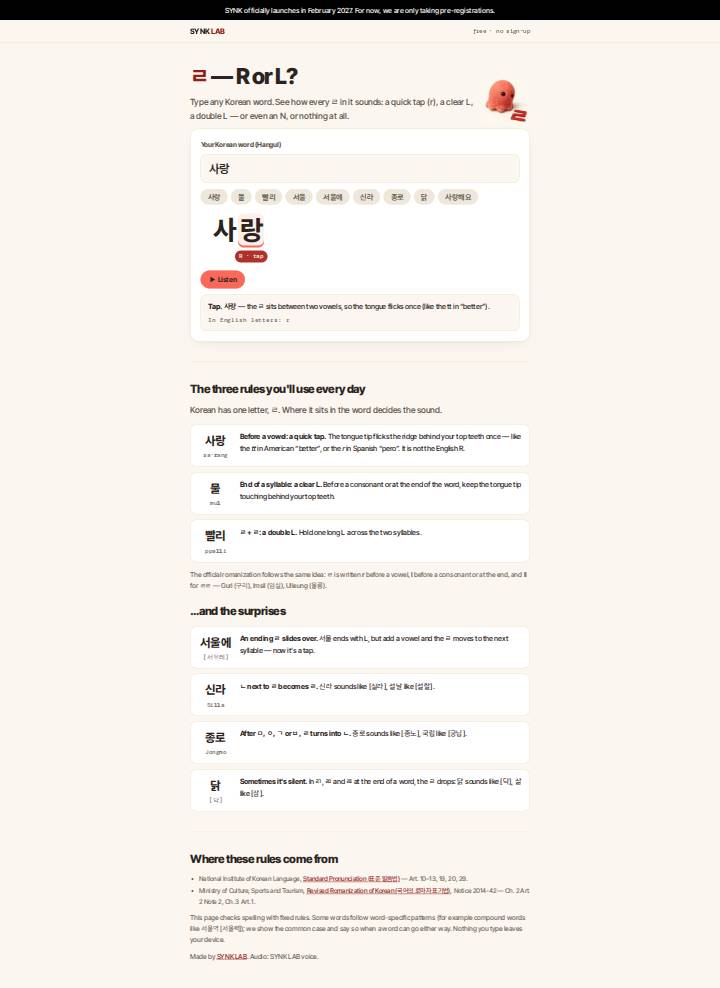 SYNK officially launches in February 2027. For now, we are only taking pre-registrations.
SYNK LAB
free · no sign-up
ㄹ — R or L?
Type any Korean word. See how every ㄹ in it sounds: a quick tap (r), a clear L,
a double L — or even an N, or nothing at all.
ㄹ
Your Korean word (Hangul)
사랑
사랑 물 빨리 서울 서울에 신라 종로 닭 사랑해요
사랑
R · tap
▶ Listen
Tap. 사랑 — the ㄹ sits between two vowels, so the tongue flicks once (like the tt in "better").
In English letters: r
The three rules you'll use every day
Korean has one letter, ㄹ. Where it sits in the word decides the sound.
사랑
sa-rang
Before a vowel: a quick tap. The tongue tip flicks the ridge behind your top teeth once — like
the tt in American "better", or the r in Spanish "pero". It is not the English R.
물
mul
End of a syllable: a clear L. Before a consonant or at the end of the word, keep the tongue tip
touching behind your top teeth.
빨리
ppalli
ㄹ + ㄹ: a double L. Hold one long L across the two syllables.
The official romanization follows the same idea: ㄹ is written r before a vowel, l before a consonant or at the end, and ll
for ㄹㄹ — Guri (구리), Imsil (임실), Ulleung (울릉).
...and the surprises
서울에
[서우레]
An ending ㄹ slides over. 서울 ends with L, but add a vowel and the ㄹ moves to the next
syllable — now it's a tap.
신라
Silla
ㄴ next to ㄹ becomes ㄹ. 신라 sounds like [실라], 설날 like [설랄].
종로
Jongno
After ㅁ, ㅇ, ㄱ or ㅂ, ㄹ turns into ㄴ. 종로 sounds like [종노], 국립 like [궁닙].
닭
[닥]
Sometimes it's silent. In ㄺ, ㄻ and ㄿ at the end of a word, the ㄹ drops: 닭 sounds like [닥], 삶
like [삼].
Where these rules come from
• National Institute of Korean Language, Standard Pronunciation (표준 발음법) — Art. 10–13, 19, 20, 29.
• Ministry of Culture, Sports and Tourism, Revised Romanization of Korean (국어의 로마자 표기법), Notice 2014-42 — Ch. 2 Art
2 Note 2, Ch. 3 Art. 1.
This page checks spelling with fixed rules. Some words follow word-specific patterns (for example compound words
like 서울역 [서울력]); we show the common case and say so when a word can go either way. Nothing you type leaves
your device.
Made by SYNK LAB. Audio: SYNK LAB voice.